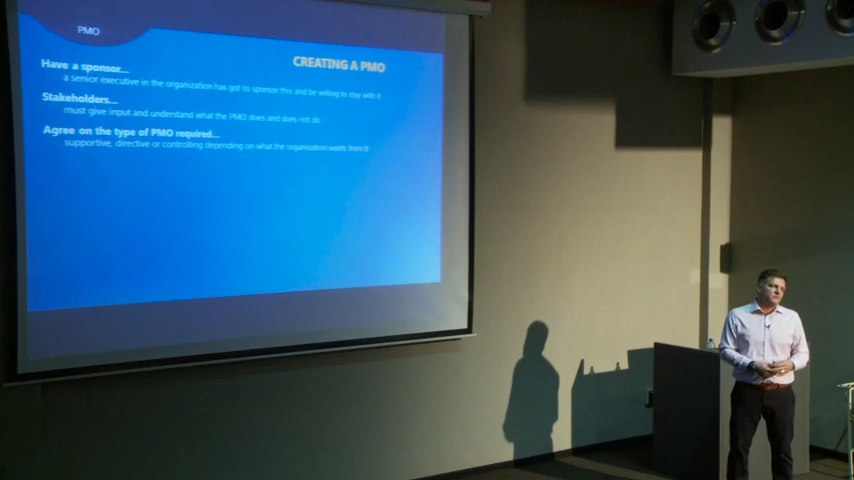 PMO
CREATING A PMO
Have a sponsor...
a senior executive in the organization has got to sponsor this and be willing to stay with it
Stakeholders...
must give input and understand what the PMO does and does not do
Agree on the type of PMO required...
supportive, directive or controlling depending on what the organization wants from it